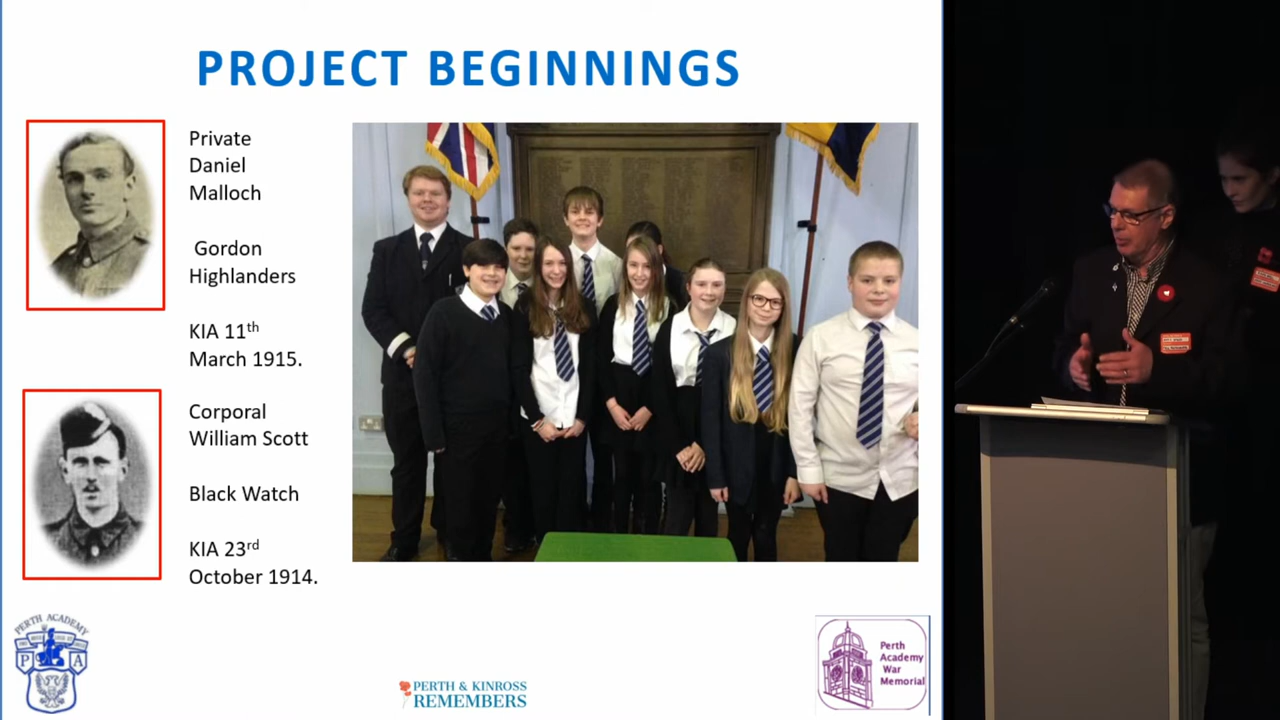 PROJECT BEGINNINGS
Private
Daniel
Malloch
Gordon
Highlanders
KIA 11th
March 1915.
Corporal
William Scott
Black Watch
KIA 23rd
October 1914.
PERTH ACADEMY
P A
PERTH & KINROSS
REMEMBERS
Perth
Academy
War
Memorial